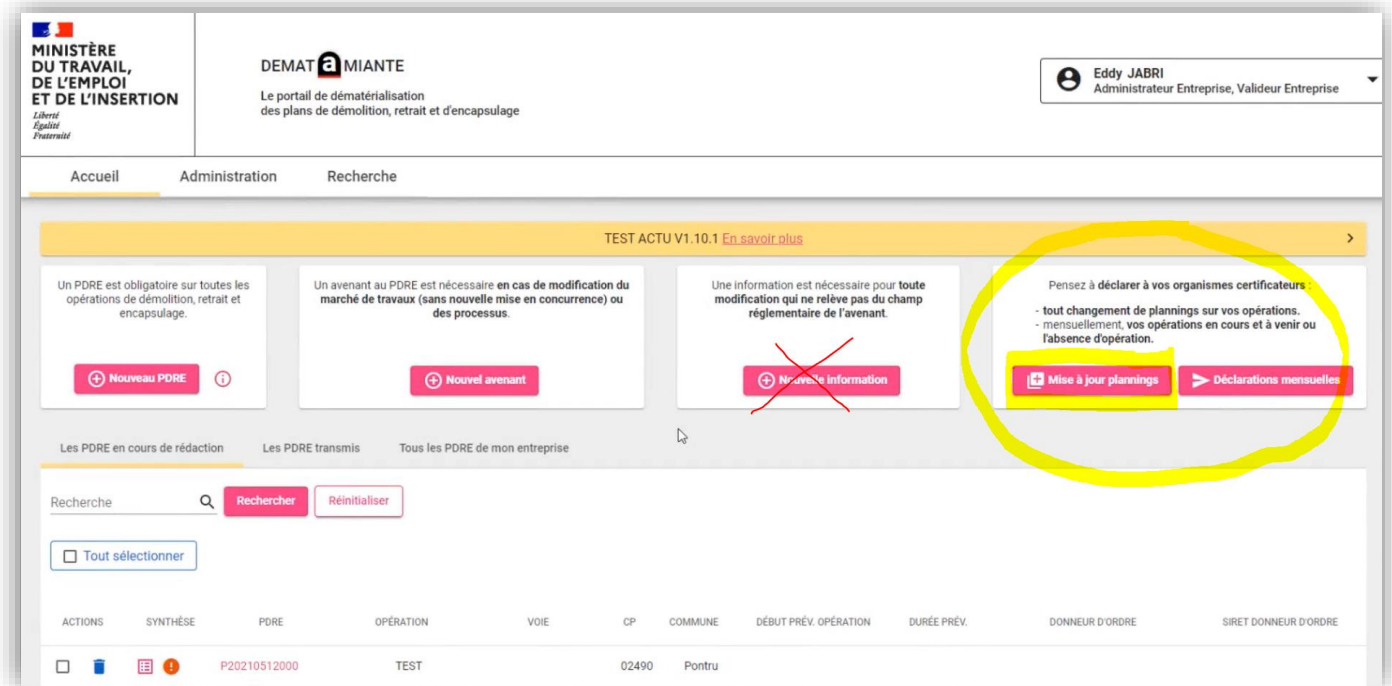 MINISTÈRE
DU TRAVAIL,
DE L'EMPLOI
ET DE L'INSERTION
Liberté
Égalité
Fraternité
DEMAT@MIANTE
Le portail de dématérialisation
des plans de démolition, retrait et d'encapsulage
Eddy JABRI
Administrateur Entreprise, Valideur Entreprise
Accueil Administration Recherche
TEST ACTU V1.10.1 En savoir plus
Un PDRE est obligatoire sur toutes les
opérations de démolition, retrait et
encapsulage.
Nouveau PDRE
Un avenant au PDRE est nécessaire en cas de modification du
marché de travaux (sans nouvelle mise en concurrence) ou
des processus.
Nouvel avenant
Une information est nécessaire pour toute
modification qui ne relève pas du champ
réglementaire de l'avenant.
Nouvelle information
Pensez à déclarer à vos organismes certificateurs :
- tout changement de plannings sur vos opérations.
- mensuellement, vos opérations en cours et à venir ou
l'absence d'opération.
Mise à jour plannings Déclarations mensuelles
Les PDRE en cours de rédaction Les PDRE transmis Tous les PDRE de mon entreprise
Recherche Rechercher Réinitialiser
Tout sélectionner
ACTIONS SYNTHÈSE PDRE OPÉRATION VOIE CP COMMUNE DÉBUT PRÉV. OPÉRATION DURÉE PRÉV. DONNEUR D'ORDRE SIRET DONNEUR D'ORDRE
P20210512000 TEST 02490 Pontru